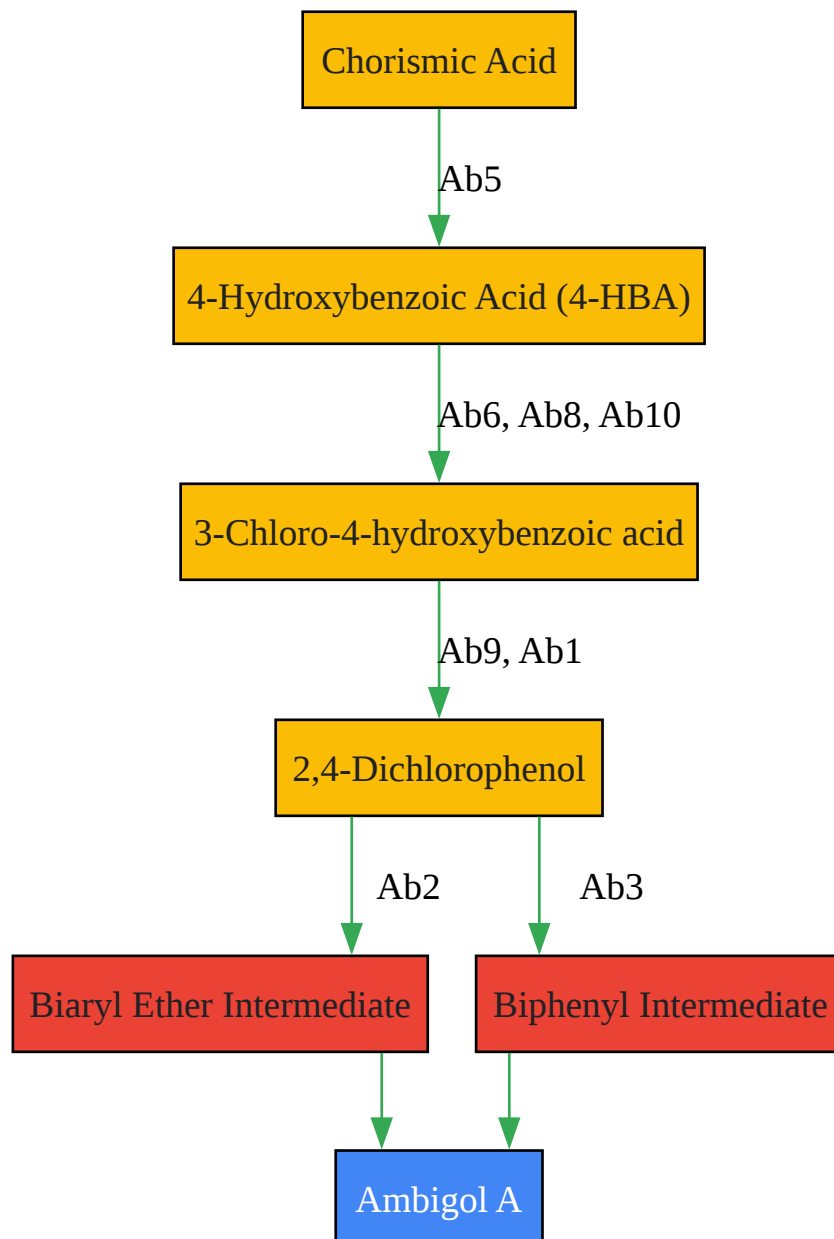 Chorismic Acid
Ab5
4-Hydroxybenzoic Acid (4-HBA)
Ab6, Ab8, Ab10
3-Chloro-4-hydroxybenzoic acid
Ab9, Ab1
2,4-Dichlorophenol
Ab2
Ab3
Biaryl Ether Intermediate
Biphenyl Intermediate
Ambigol A